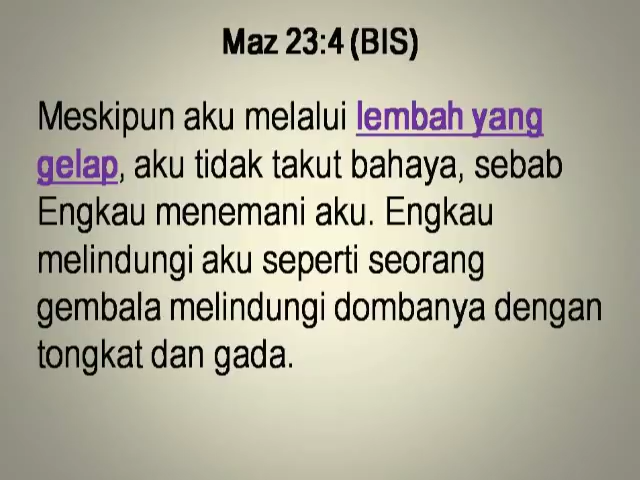 Maz 23:4 (BIS)
Meskipun aku melalui lembah yang
gelap, aku tidak takut bahaya, sebab
Engkau menemani aku. Engkau
melindungi aku seperti seorang
gembala melindungi dombanya dengan
tongkat dan gada.